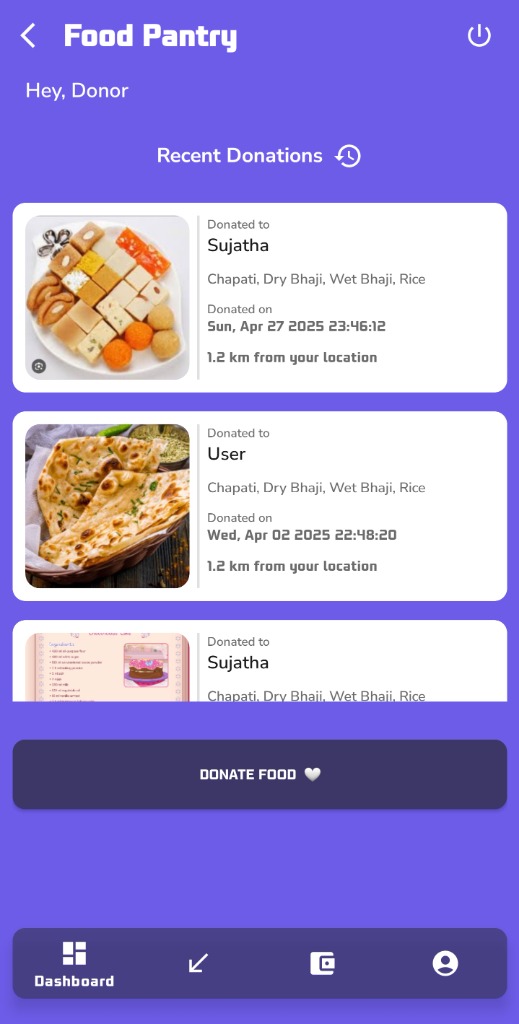 Food Pantry
Hey, Donor
Recent Donations
Donated to
Sujatha
Chapati, Dry Bhaji, Wet Bhaji, Rice
Donated on
Sun, Apr 27 2025 23:46:12
1.2 km from your location
Donated to
User
Chapati, Dry Bhaji, Wet Bhaji, Rice
Donated on
Wed, Apr 02 2025 22:48:20
1.2 km from your location
Ingredients
Donated to
Sujatha
Chapati, Dry Bhaji, Wet Bhaji, Rice
DONATE FOOD 🤍
Dashboard